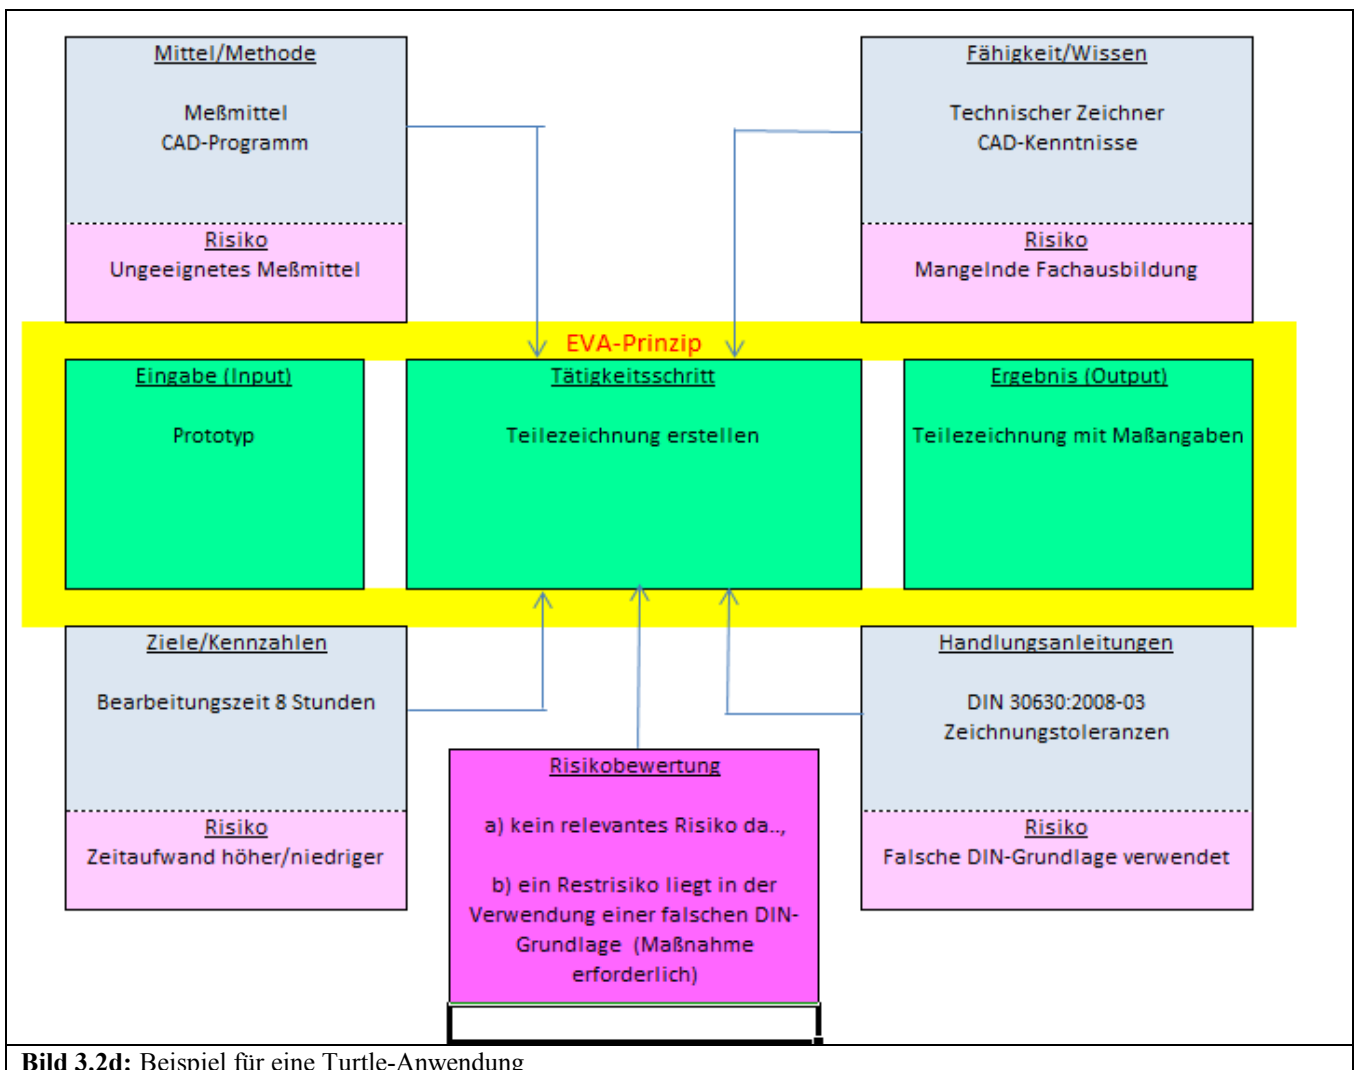 Mittel/Methode
Meßmittel
CAD-Programm
Risiko
Ungeeignetes Meßmittel
Fähigkeit/Wissen
Technischer Zeichner
CAD-Kenntnisse
Risiko
Mangelnde Fachausbildung
EVA-Prinzip
Eingabe (Input)
Prototyp
Tätigkeitsschritt
Teilezeichnung erstellen
Ergebnis (Output)
Teilezeichnung mit Maßangaben
Ziele/Kennzahlen
Bearbeitungszeit 8 Stunden
Risiko
Zeitaufwand höher/niedriger
Risikobewertung
a) kein relevantes Risiko da..,
b) ein Restrisiko liegt in der
Verwendung einer falschen DIN-
Grundlage (Maßnahme
erforderlich)
Handlungsanleitungen
DIN 30630:2008-03
Zeichnungstoleranzen
Risiko
Falsche DIN-Grundlage verwendet
Bild 3.2d: Beispiel für eine Turtle-Anwendung